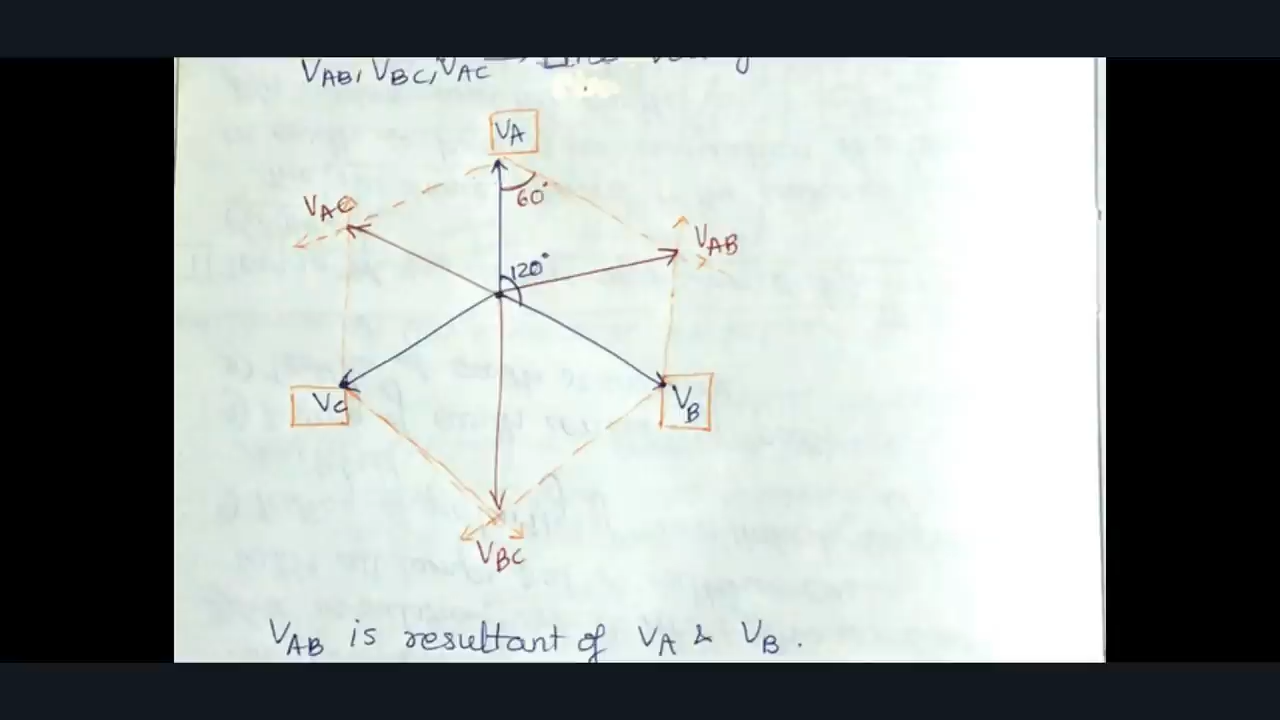 VAB, VBC, VAC →
VA
60°
VAC
VAB
120°
VC
VB
VBC
VAB is resultant of VA & VB.